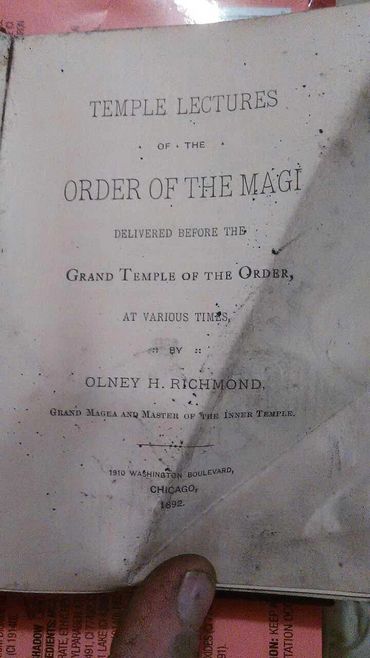 TEMPLE LECTURES
OF THE
ORDER OF THE MAGI
DELIVERED BEFORE THE
GRAND TEMPLE OF THE ORDER,
AT VARIOUS TIMES,
BY
OLNEY H. RICHMOND,
GRAND MAGEA AND MASTER OF THE INNER TEMPLE.
1910 WASHINGTON BOULEVARD,
CHICAGO,
1892.